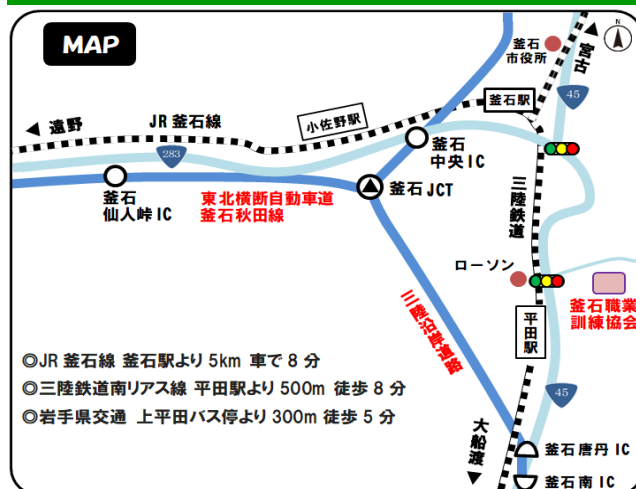 MAP
N
釜石
市役所
宮古
45
釜石駅
遠野
JR 釜石線
小佐野駅
釜石
中央IC
283
釜石
仙人峠IC
東北横断自動車道
釜石秋田線
釜石 JCT
三陸鉄道
ローソン
釜石職業
訓練協会
平田駅
三陸沿岸道路
◎JR 釜石線 釜石駅より 5km 車で 8 分
◎三陸鉄道南リアス線 平田駅より 500m 徒歩 8 分
◎岩手県交通 上平田バス停より 300m 徒歩 5 分
45
大船渡
釜石唐丹 IC
釜石南 IC